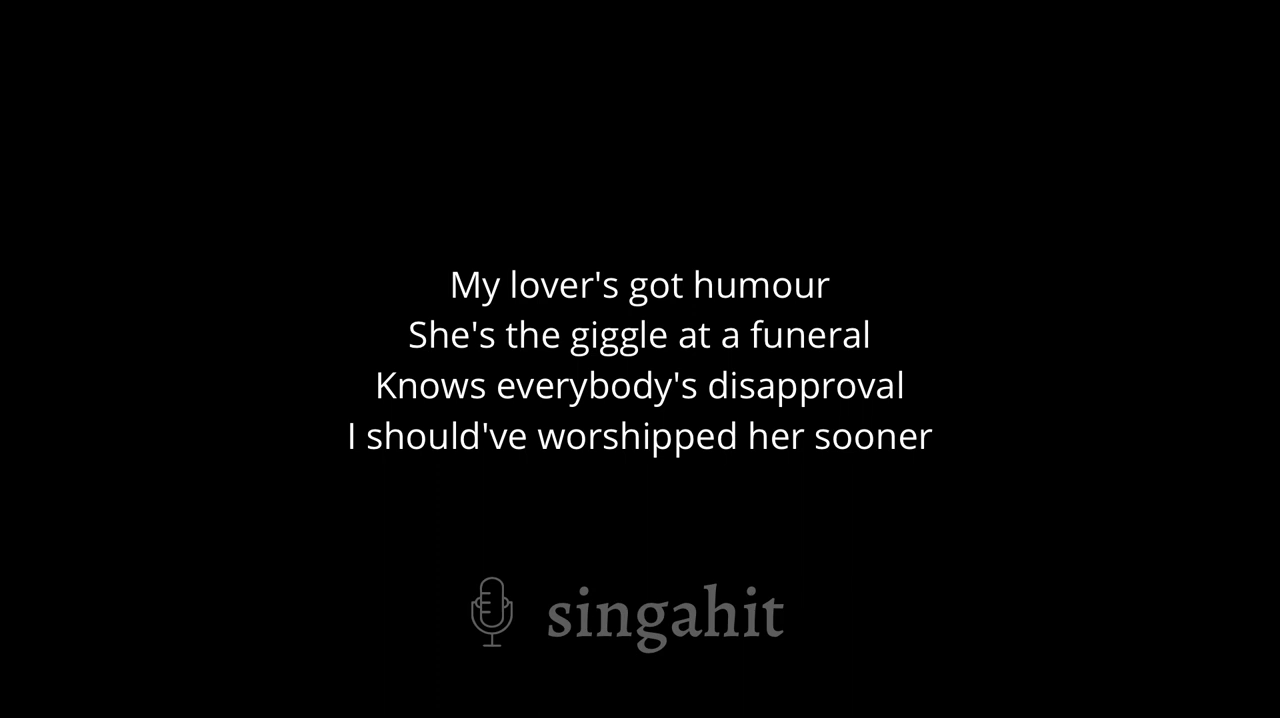 My lover's got humour
She's the giggle at a funeral
Knows everybody's disapproval
I should've worshipped her sooner
singahit